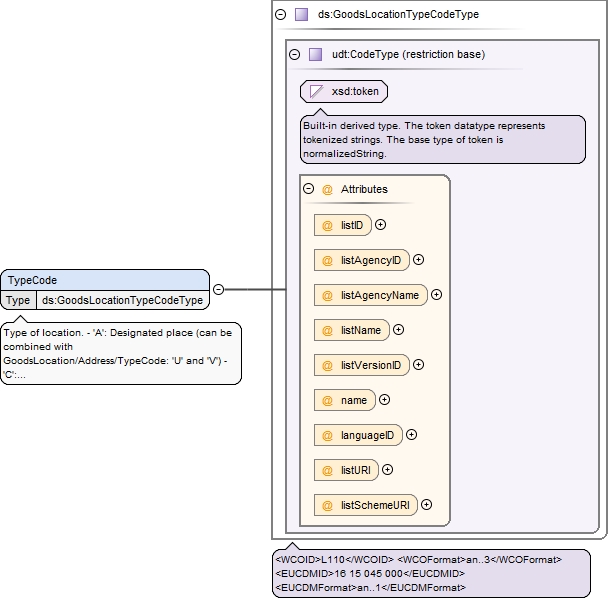 ds:GoodsLocationTypeCodeType
udt:CodeType (restriction base)
xsd:token
Built-in derived type. The token datatype represents
tokenized strings. The base type of token is
normalizedString.
@ Attributes
@ listID
@ listAgencyID
@ listAgencyName
@ listName
@ listVersionID
@ name
@ languageID
@ listURI
@ listSchemeURI
TypeCode
Type ds:GoodsLocationTypeCodeType
Type of location. - 'A': Designated place (can be
combined with
GoodsLocation/Address/TypeCode: 'U' and 'V') -
'C':...
<WCOID>L110</WCOID> <WCOFormat>an..3</WCOFormat>
<EUCDMID>16 15 045 000</EUCDMID>
<EUCDMFormat>an..1</EUCDMFormat>